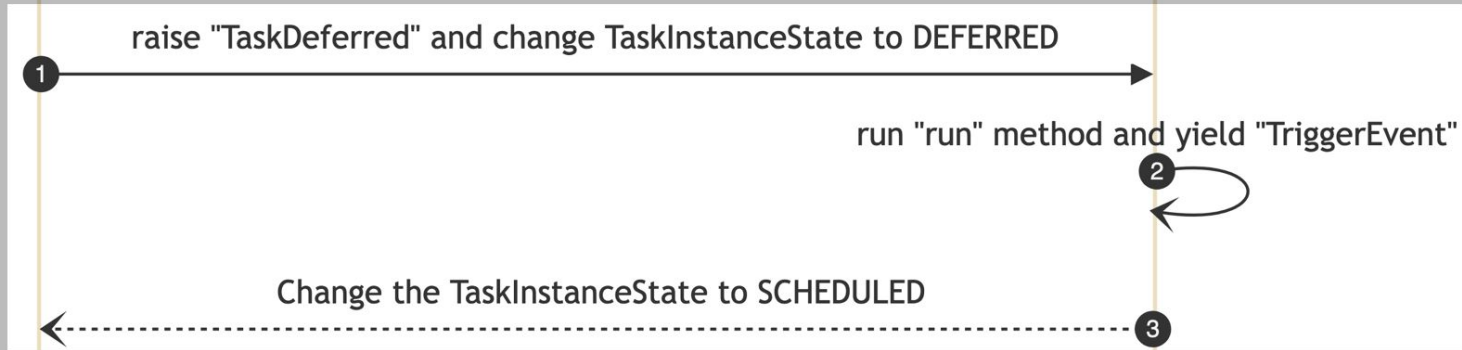 raise "TaskDeferred" and change TaskInstanceState to DEFERRED
1
run "run" method and yield "TriggerEvent"
2
Change the TaskInstanceState to SCHEDULED
3